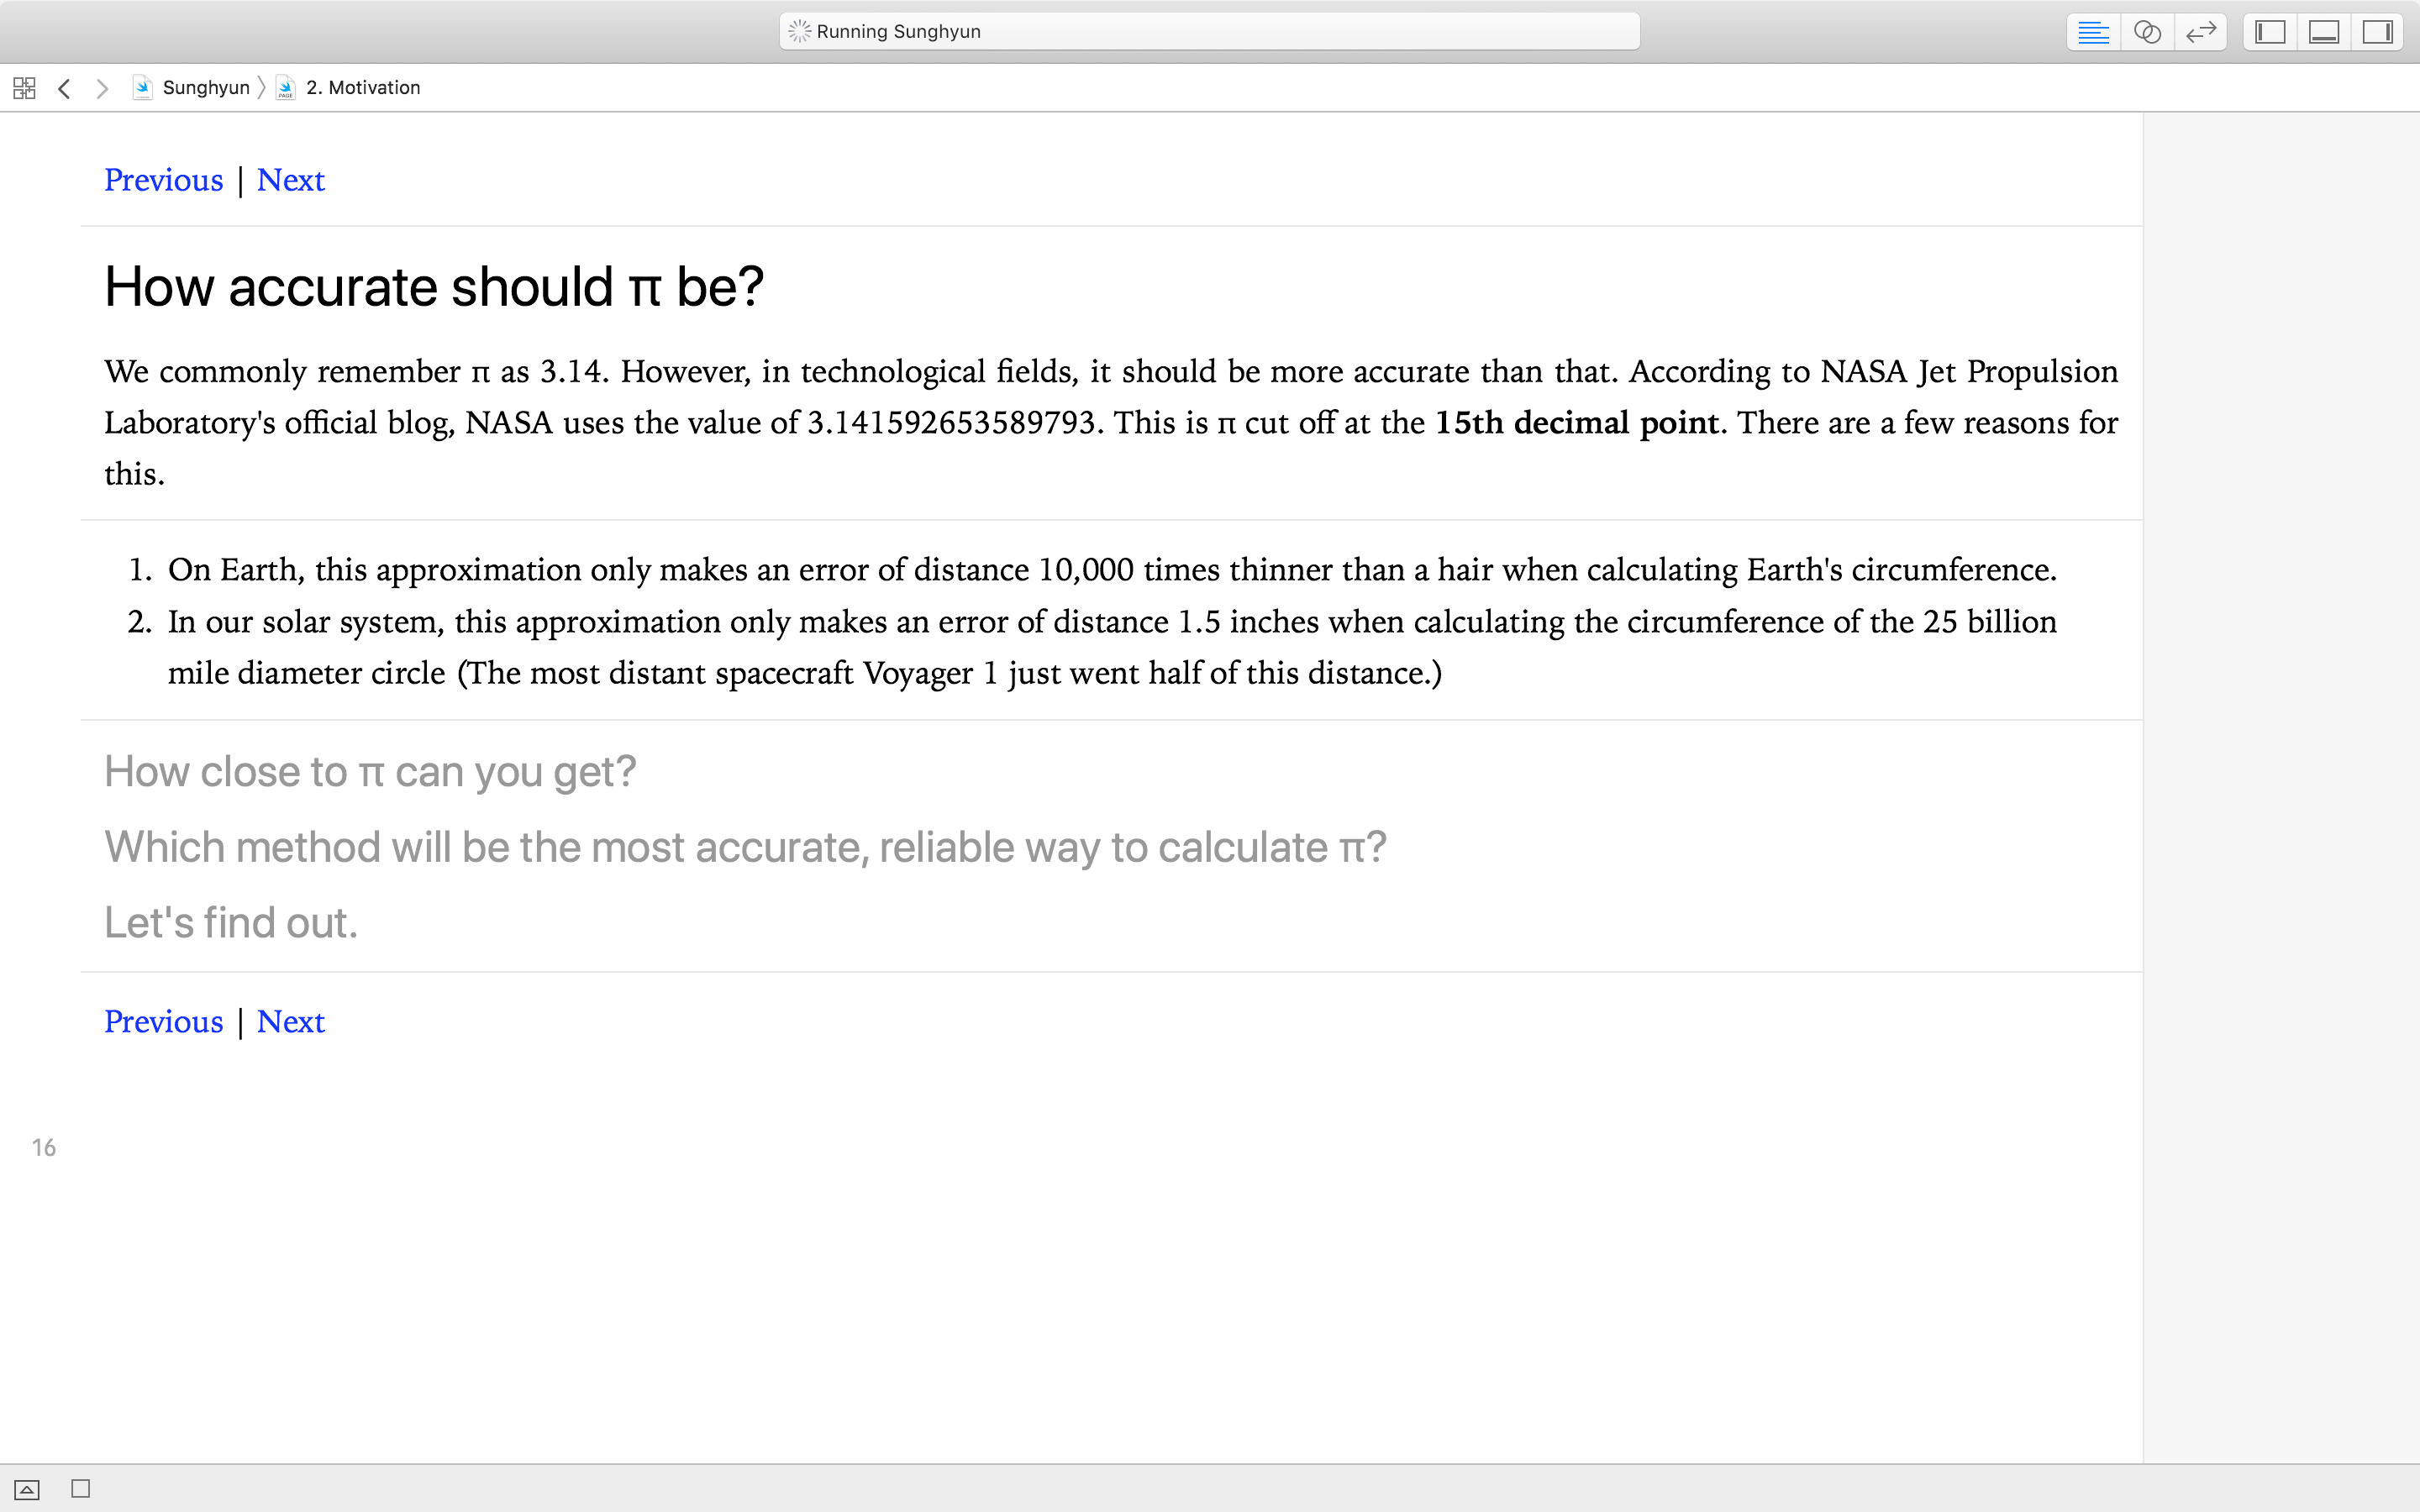 Running Sunghyun
Sunghyun
2. Motivation
Previous | Next
How accurate should π be?
We commonly remember π as 3.14. However, in technological fields, it should be more accurate than that. According to NASA Jet Propulsion
Laboratory's official blog, NASA uses the value of 3.141592653589793. This is π cut off at the 15th decimal point. There are a few reasons for
this.
1. On Earth, this approximation only makes an error of distance 10,000 times thinner than a hair when calculating Earth's circumference.
2. In our solar system, this approximation only makes an error of distance 1.5 inches when calculating the circumference of the 25 billion
mile diameter circle (The most distant spacecraft Voyager 1 just went half of this distance.)
How close to π can you get?
Which method will be the most accurate, reliable way to calculate π?
Let's find out.
Previous | Next
16